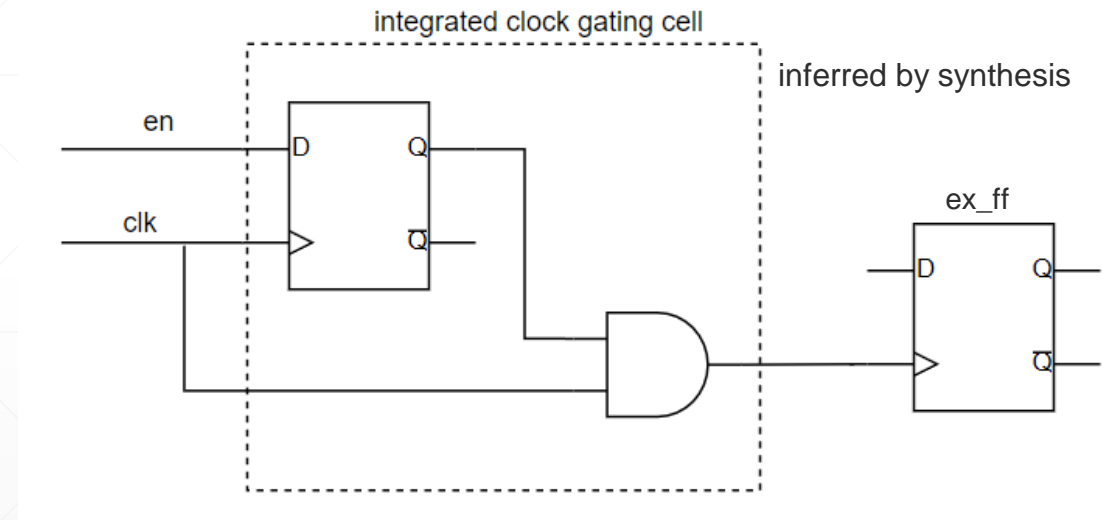 integrated clock gating cell
inferred by synthesis
en
D
Q
clk
Q̅
ex_ff
D
Q
Q̅